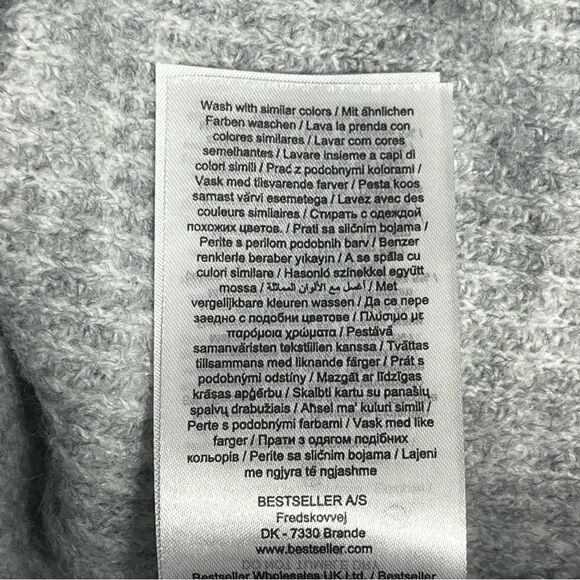 Wash with similar colors / Mit ähnlichen
Farben waschen / Lava la prenda con
colores similares / Lavar com cores
semelhantes / Lavare insieme a capi di
colori simili / Prać z podobnymi kolorami /
Vask med tilsvarende farver / Pesta koos
samast värvi esemetega / Lavez avec des
couleurs similaires / Стирать с одеждой
похожих цветов. / Prati sa sličnim bojama /
Perite s perilom podobnih barv / Benzer
renklerle beraber yıkayın / A se spăla cu
culori similare / Hasonló színekkel együtt
mossa / أغسل مع الألوان المماثلة / Met
vergelijkbare kleuren wassen / Да се пере
заедно с подобни цветове / Πλύσιμο με
παρόμοια χρώματα / Pestävä
samanväristen tekstiilien kanssa / Tvättas
tillsammans med liknande färger / Prát s
podobnými odstíny / Mazgāt ar līdzīgas
krāsas apģērbu / Skalbti kartu su panašių
spalvų drabužiais / Aħsel ma' kuluri simili /
Perte s podobnými farbami / Vask med like
farger / Прати з одягом подібних
кольорів / Perite sa sličnim bojama / Lajeni
me ngjyra të ngjashme
BESTSELLER A/S
Fredskovvej
DK - 7330 Brande
www.bestseller.com
Bestseller Wholesales UK Ltd. / Bestseller